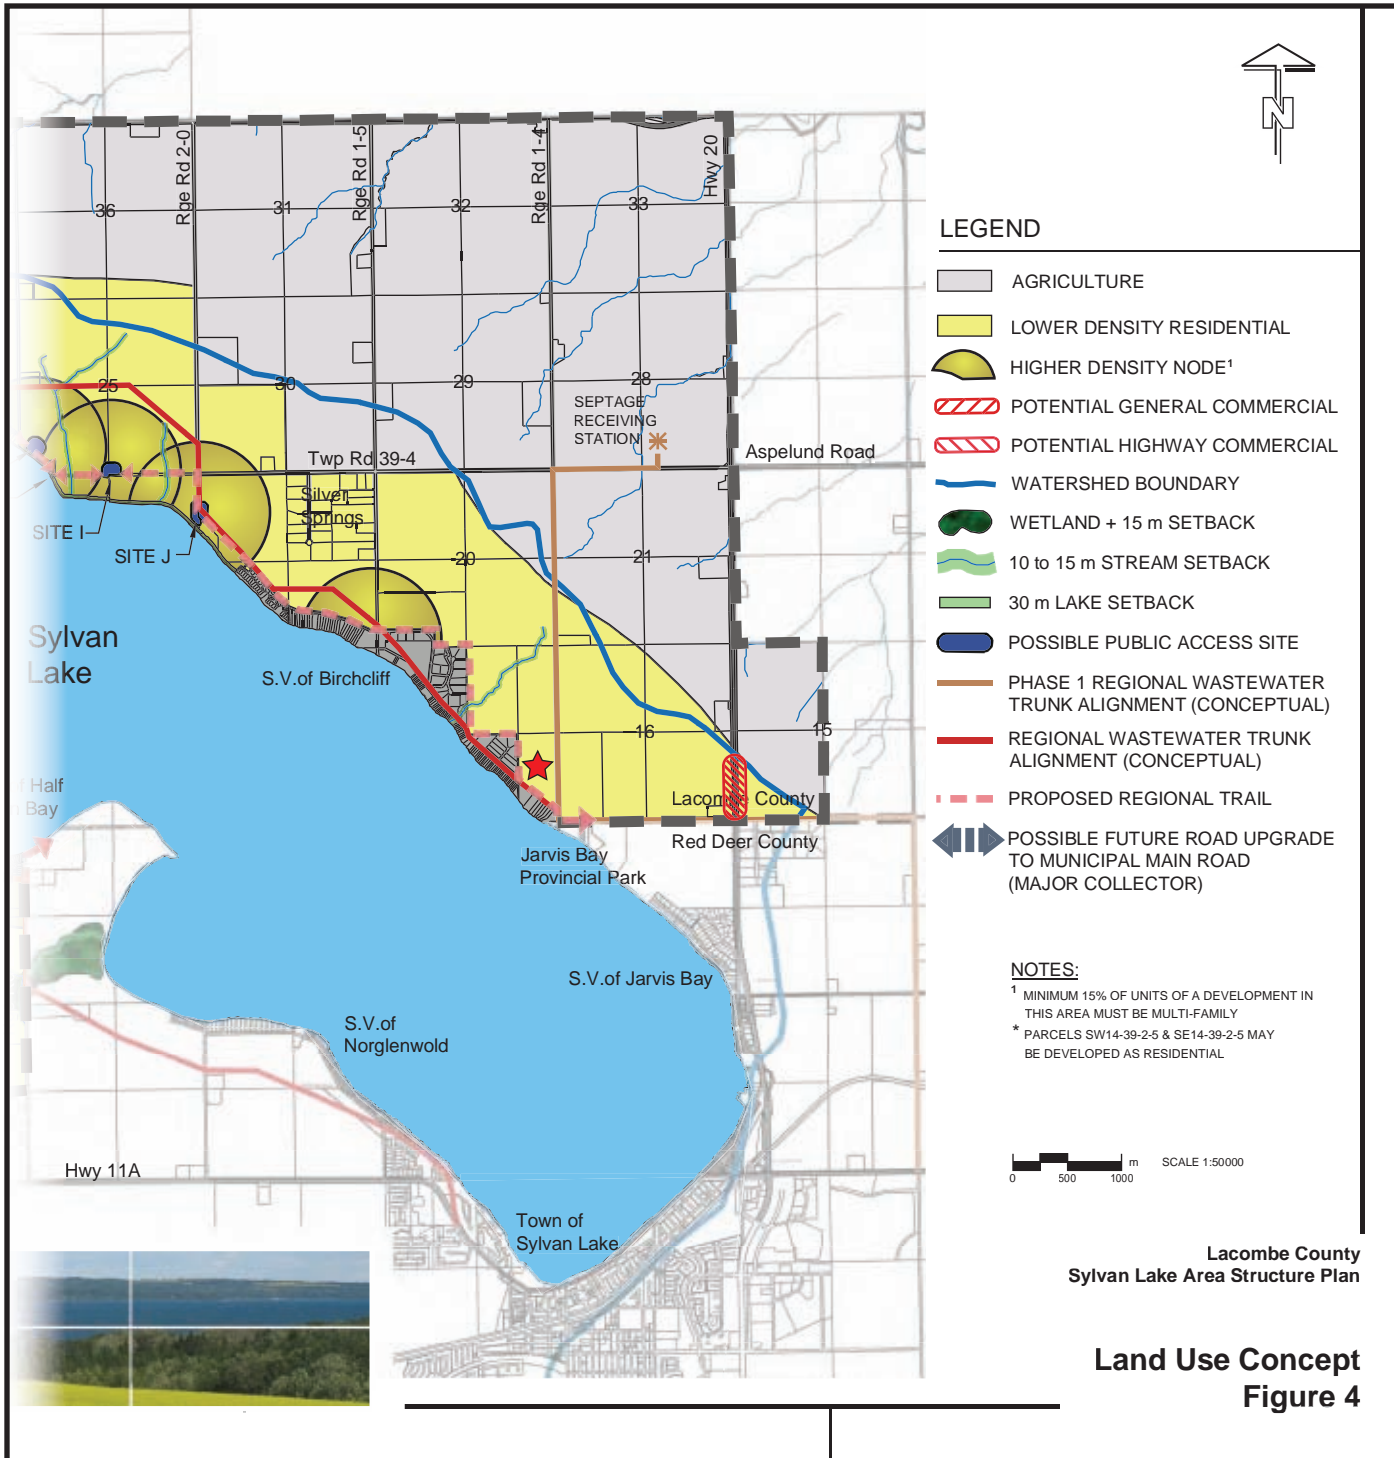 N
Rge Rd 2-0
Rge Rd 1-5
Rge Rd 1-4
Hwy 20
36
31
32
33
25
30
29
28
SEPTAGE
RECEIVING
STATION
Twp Rd 39-4
Aspelund Road
Silver
Springs
SITE I
SITE J
20
21
Sylvan
Lake
S.V.of Birchcliff
16
15
Half
Bay
Lacombe County
Red Deer County
Jarvis Bay
Provincial Park
S.V.of Jarvis Bay
S.V.of
Norglenwold
Hwy 11A
Town of
Sylvan Lake
LEGEND
AGRICULTURE
LOWER DENSITY RESIDENTIAL
HIGHER DENSITY NODE¹
POTENTIAL GENERAL COMMERCIAL
POTENTIAL HIGHWAY COMMERCIAL
WATERSHED BOUNDARY
WETLAND + 15 m SETBACK
10 to 15 m STREAM SETBACK
30 m LAKE SETBACK
POSSIBLE PUBLIC ACCESS SITE
PHASE 1 REGIONAL WASTEWATER
TRUNK ALIGNMENT (CONCEPTUAL)
REGIONAL WASTEWATER TRUNK
ALIGNMENT (CONCEPTUAL)
PROPOSED REGIONAL TRAIL
POSSIBLE FUTURE ROAD UPGRADE
TO MUNICIPAL MAIN ROAD
(MAJOR COLLECTOR)
NOTES:
¹ MINIMUM 15% OF UNITS OF A DEVELOPMENT IN
THIS AREA MUST BE MULTI-FAMILY
* PARCELS SW14-39-2-5 & SE14-39-2-5 MAY
BE DEVELOPED AS RESIDENTIAL
m SCALE 1:50000
0 500 1000
Lacombe County
Sylvan Lake Area Structure Plan
Land Use Concept
Figure 4